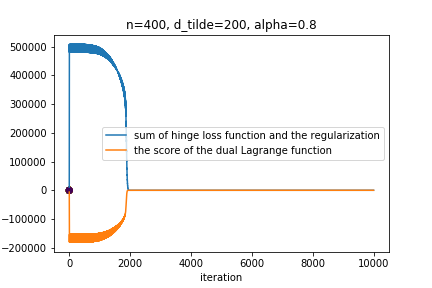 n=400, d_tilde=200, alpha=0.8
500000
400000
300000
200000
100000
0
-100000
-200000
sum of hinge loss function and the regularization
the score of the dual Lagrange function
0 2000 4000 6000 8000 10000
iteration